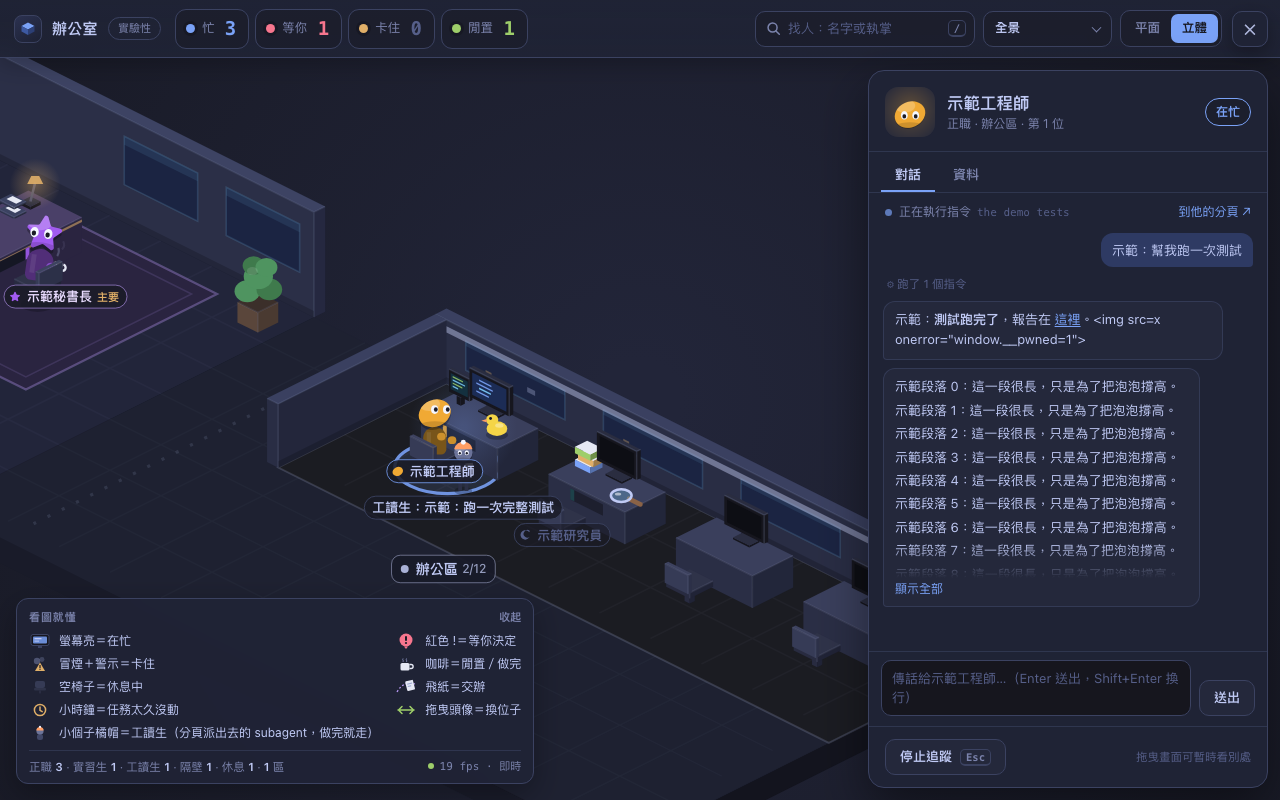 辦公室 實驗性 忙 3 等你 1 卡住 0 閒置 1 找人：名字或執掌 / 全景 平面 立體
示範秘書長 主要
示範工程師
工讀生：示範：跑一次完整測試
示範研究員
辦公區 2/12
看圖就懂 收起
螢幕亮＝在忙 紅色 !＝等你決定
冒煙＋警示＝卡住 咖啡＝閒置 / 做完
空椅子＝休息中 飛紙＝交辦
小時鐘＝任務太久沒動 拖曳頭像＝換位子
小個子橘帽＝工讀生（分頁派出去的 subagent，做完就走）
正職 3 · 實習生 1 · 工讀生 1 · 隔壁 1 · 休息 1 · 1 區 19 fps · 即時
示範工程師
正職 · 辦公區 · 第 1 位
在忙
對話 資料
正在執行指令 the demo tests 到他的分頁 ↗
示範：幫我跑一次測試
⚙ 跑了 1 個指令
示範：測試跑完了，報告在 這裡。<img src=x
onerror="window.__pwned=1">
示範段落 0：這一段很長，只是為了把泡泡撐高。
示範段落 1：這一段很長，只是為了把泡泡撐高。
示範段落 2：這一段很長，只是為了把泡泡撐高。
示範段落 3：這一段很長，只是為了把泡泡撐高。
示範段落 4：這一段很長，只是為了把泡泡撐高。
示範段落 5：這一段很長，只是為了把泡泡撐高。
示範段落 6：這一段很長，只是為了把泡泡撐高。
示範段落 7：這一段很長，只是為了把泡泡撐高。
示範段落 8：這一段很長，只是為了把泡泡撐高。
顯示全部
傳話給示範工程師…（Enter 送出，Shift+Enter 換
行）
送出
停止追蹤 Esc 拖曳畫面可暫時看別處